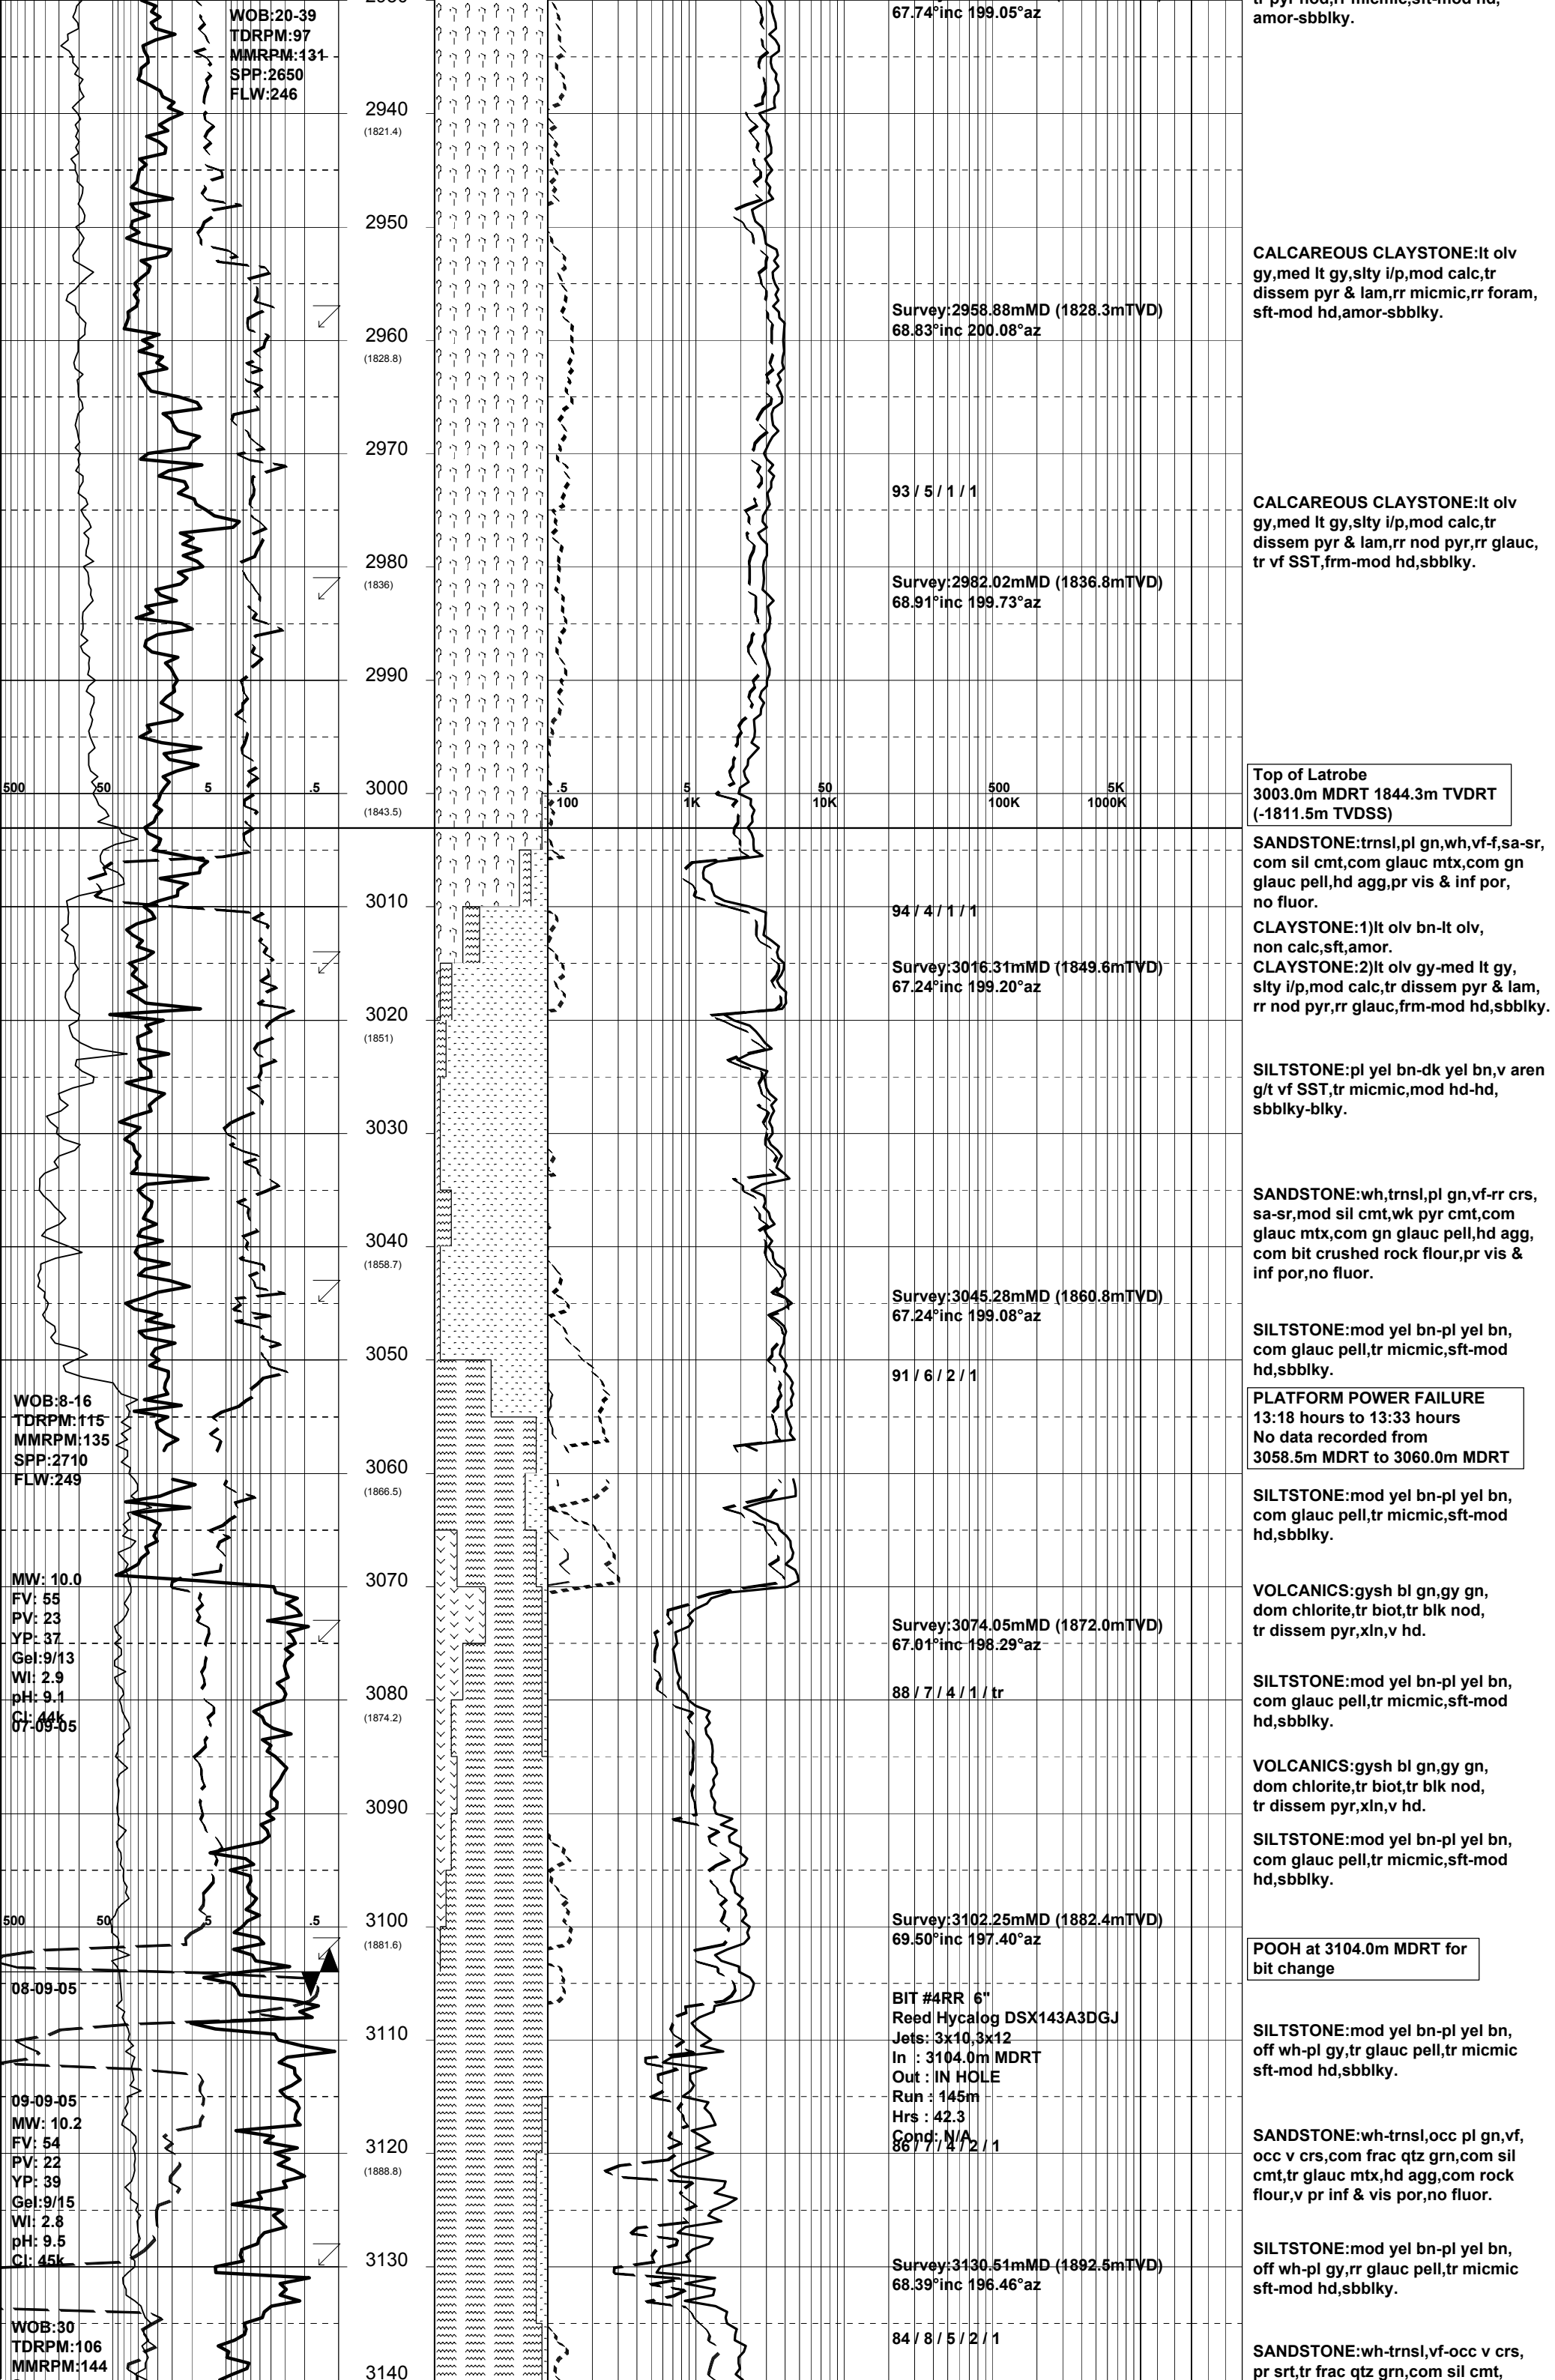 WOB:20-39
TDRPM:97
MMRPM:131
SPP:2650
FLW:246
67.74°inc 199.05°az
amor-sbblky.
2940
(1821.4)
2950
CALCAREOUS CLAYSTONE:lt olv
gy,med lt gy,slty i/p,mod calc,tr
dissem pyr & lam,rr micmic,rr foram,
sft-mod hd,amor-sbblky.
Survey:2958.88mMD (1828.3mTVD)
68.83°inc 200.08°az
2960
(1828.8)
2970
93 / 5 / 1 / 1
CALCAREOUS CLAYSTONE:lt olv
gy,med lt gy,slty i/p,mod calc,tr
dissem pyr & lam,rr nod pyr,rr glauc,
tr vf SST,frm-mod hd,sbblky.
2980
(1836)
Survey:2982.02mMD (1836.8mTVD)
68.91°inc 199.73°az
2990
Top of Latrobe
3003.0m MDRT 1844.3m TVDRT
(-1811.5m TVDSS)
500 50 5 .5
3000
(1843.5)
.5 5 50 500 5K
100 1K 10K 100K 1000K
SANDSTONE:trnsl,pl gn,wh,vf-f,sa-sr,
com sil cmt,com glauc mtx,com gn
glauc pell,hd agg,pr vis & inf por,
no fluor.
3010
94 / 4 / 1 / 1
CLAYSTONE:1)lt olv bn-lt olv,
non calc,sft,amor.
CLAYSTONE:2)lt olv gy-med lt gy,
slty i/p,mod calc,tr dissem pyr & lam,
rr nod pyr,rr glauc,frm-mod hd,sbblky.
Survey:3016.31mMD (1849.6mTVD)
67.24°inc 199.20°az
3020
(1851)
SILTSTONE:pl yel bn-dk yel bn,v aren
g/t vf SST,tr micmic,mod hd-hd,
sbblky-blky.
3030
SANDSTONE:wh,trnsl,pl gn,vf-rr crs,
sa-sr,mod sil cmt,wk pyr cmt,com
glauc mtx,com gn glauc pell,hd agg,
com bit crushed rock flour,pr vis &
inf por,no fluor.
3040
(1858.7)
Survey:3045.28mMD (1860.8mTVD)
67.24°inc 199.08°az
SILTSTONE:mod yel bn-pl yel bn,
com glauc pell,tr micmic,sft-mod
hd,sbblky.
3050
91 / 6 / 2 / 1
WOB:8-16
TDRPM:115
MMRPM:135
SPP:2710
FLW:249
PLATFORM POWER FAILURE
13:18 hours to 13:33 hours
No data recorded from
3058.5m MDRT to 3060.0m MDRT
3060
(1866.5)
SILTSTONE:mod yel bn-pl yel bn,
com glauc pell,tr micmic,sft-mod
hd,sbblky.
MW: 10.0
FV: 55
PV: 23
YP: 37
Gel:9/13
Wl: 2.9
pH: 9.1
Cl: 44k
07-09-05
3070
VOLCANICS:gysh bl gn,gy gn,
dom chlorite,tr biot,tr blk nod,
tr dissem pyr,xln,v hd.
Survey:3074.05mMD (1872.0mTVD)
67.01°inc 198.29°az
3080
(1874.2)
88 / 7 / 4 / 1 / tr
SILTSTONE:mod yel bn-pl yel bn,
com glauc pell,tr micmic,sft-mod
hd,sbblky.
VOLCANICS:gysh bl gn,gy gn,
dom chlorite,tr biot,tr blk nod,
tr dissem pyr,xln,v hd.
3090
SILTSTONE:mod yel bn-pl yel bn,
com glauc pell,tr micmic,sft-mod
hd,sbblky.
500 50 5 .5
3100
(1881.6)
Survey:3102.25mMD (1882.4mTVD)
69.50°inc 197.40°az
POOH at 3104.0m MDRT for
bit change
08-09-05
BIT #4RR 6"
Reed Hycalog DSX143A3DGJ
Jets: 3x10,3x12
In : 3104.0m MDRT
Out : IN HOLE
Run : 145m
Hrs : 42.3
Cond: N/A
86 / 7 / 4 / 2 / 1
3110
SILTSTONE:mod yel bn-pl yel bn,
off wh-pl gy,tr glauc pell,tr micmic
sft-mod hd,sbblky.
09-09-05
MW: 10.2
FV: 54
PV: 22
YP: 39
Gel:9/15
Wl: 2.8
pH: 9.5
Cl: 45k
3120
(1888.8)
SANDSTONE:wh-trnsl,occ pl gn,vf,
occ v crs,com frac qtz grn,com sil
cmt,tr glauc mtx,hd agg,com rock
flour,v pr inf & vis por,no fluor.
3130
Survey:3130.51mMD (1892.5mTVD)
68.39°inc 196.46°az
SILTSTONE:mod yel bn-pl yel bn,
off wh-pl gy,rr glauc pell,tr micmic
sft-mod hd,sbblky.
WOB:30
TDRPM:106
MMRPM:144
84 / 8 / 5 / 2 / 1
3140
SANDSTONE:wh-trnsl,vf-occ v crs,
pr srt,tr frac qtz grn,com sil cmt,